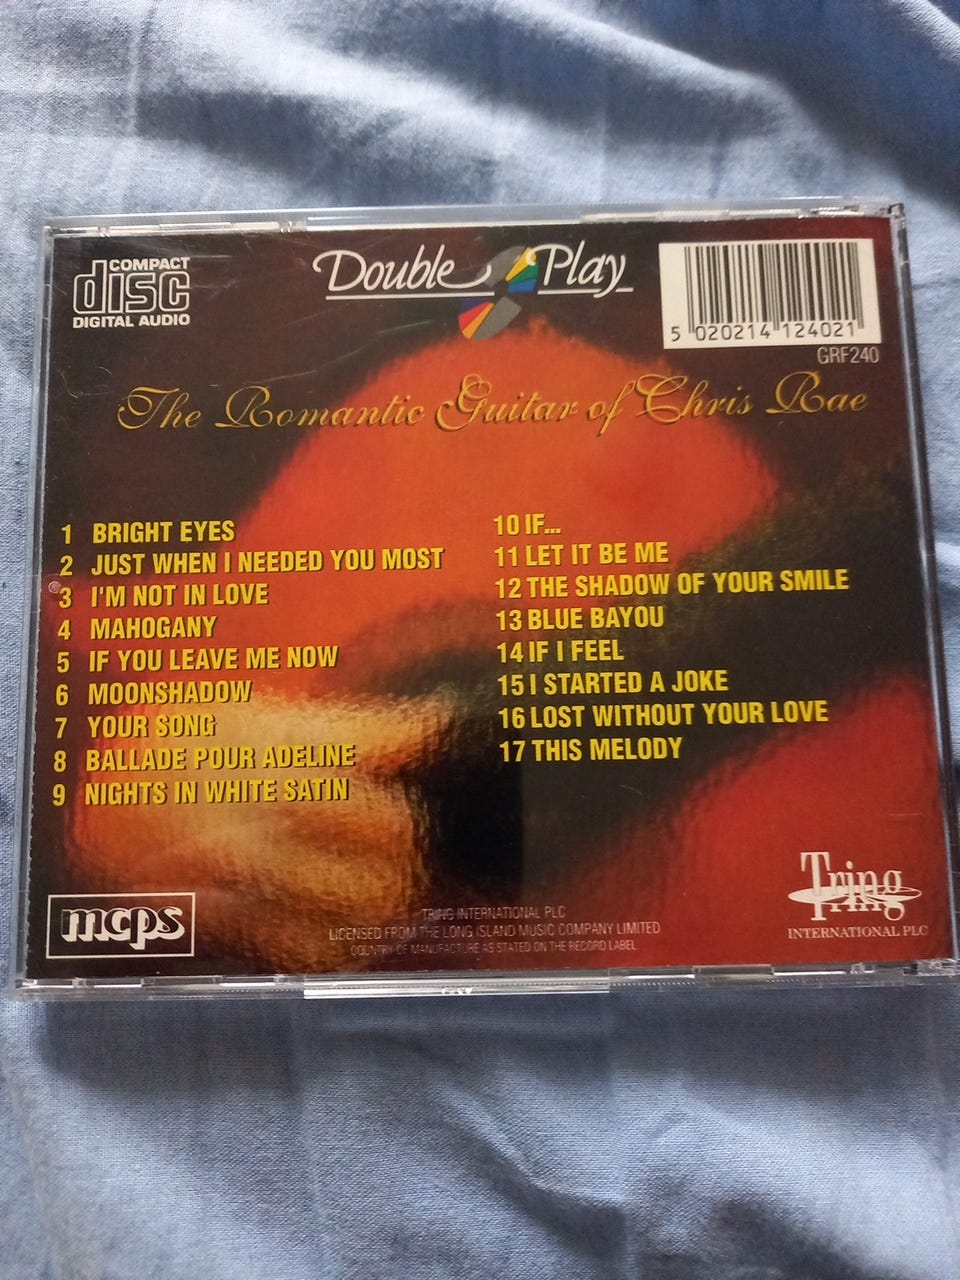 COMPACT
disc
DIGITAL AUDIO
Double Play
5 020214 124021
GRF240
The Romantic Guitar of Chris Rae
1 BRIGHT EYES
2 JUST WHEN I NEEDED YOU MOST
3 I'M NOT IN LOVE
4 MAHOGANY
5 IF YOU LEAVE ME NOW
6 MOONSHADOW
7 YOUR SONG
8 BALLADE POUR ADELINE
9 NIGHTS IN WHITE SATIN
10 IF...
11 LET IT BE ME
12 THE SHADOW OF YOUR SMILE
13 BLUE BAYOU
14 IF I FEEL
15 I STARTED A JOKE
16 LOST WITHOUT YOUR LOVE
17 THIS MELODY
mcps
TRING INTERNATIONAL PLC
LICENSED FROM THE LONG ISLAND MUSIC COMPANY LIMITED
COUNTRY OF MANUFACTURE AS STATED ON THE RECORD LABEL
Tring
INTERNATIONAL PLC